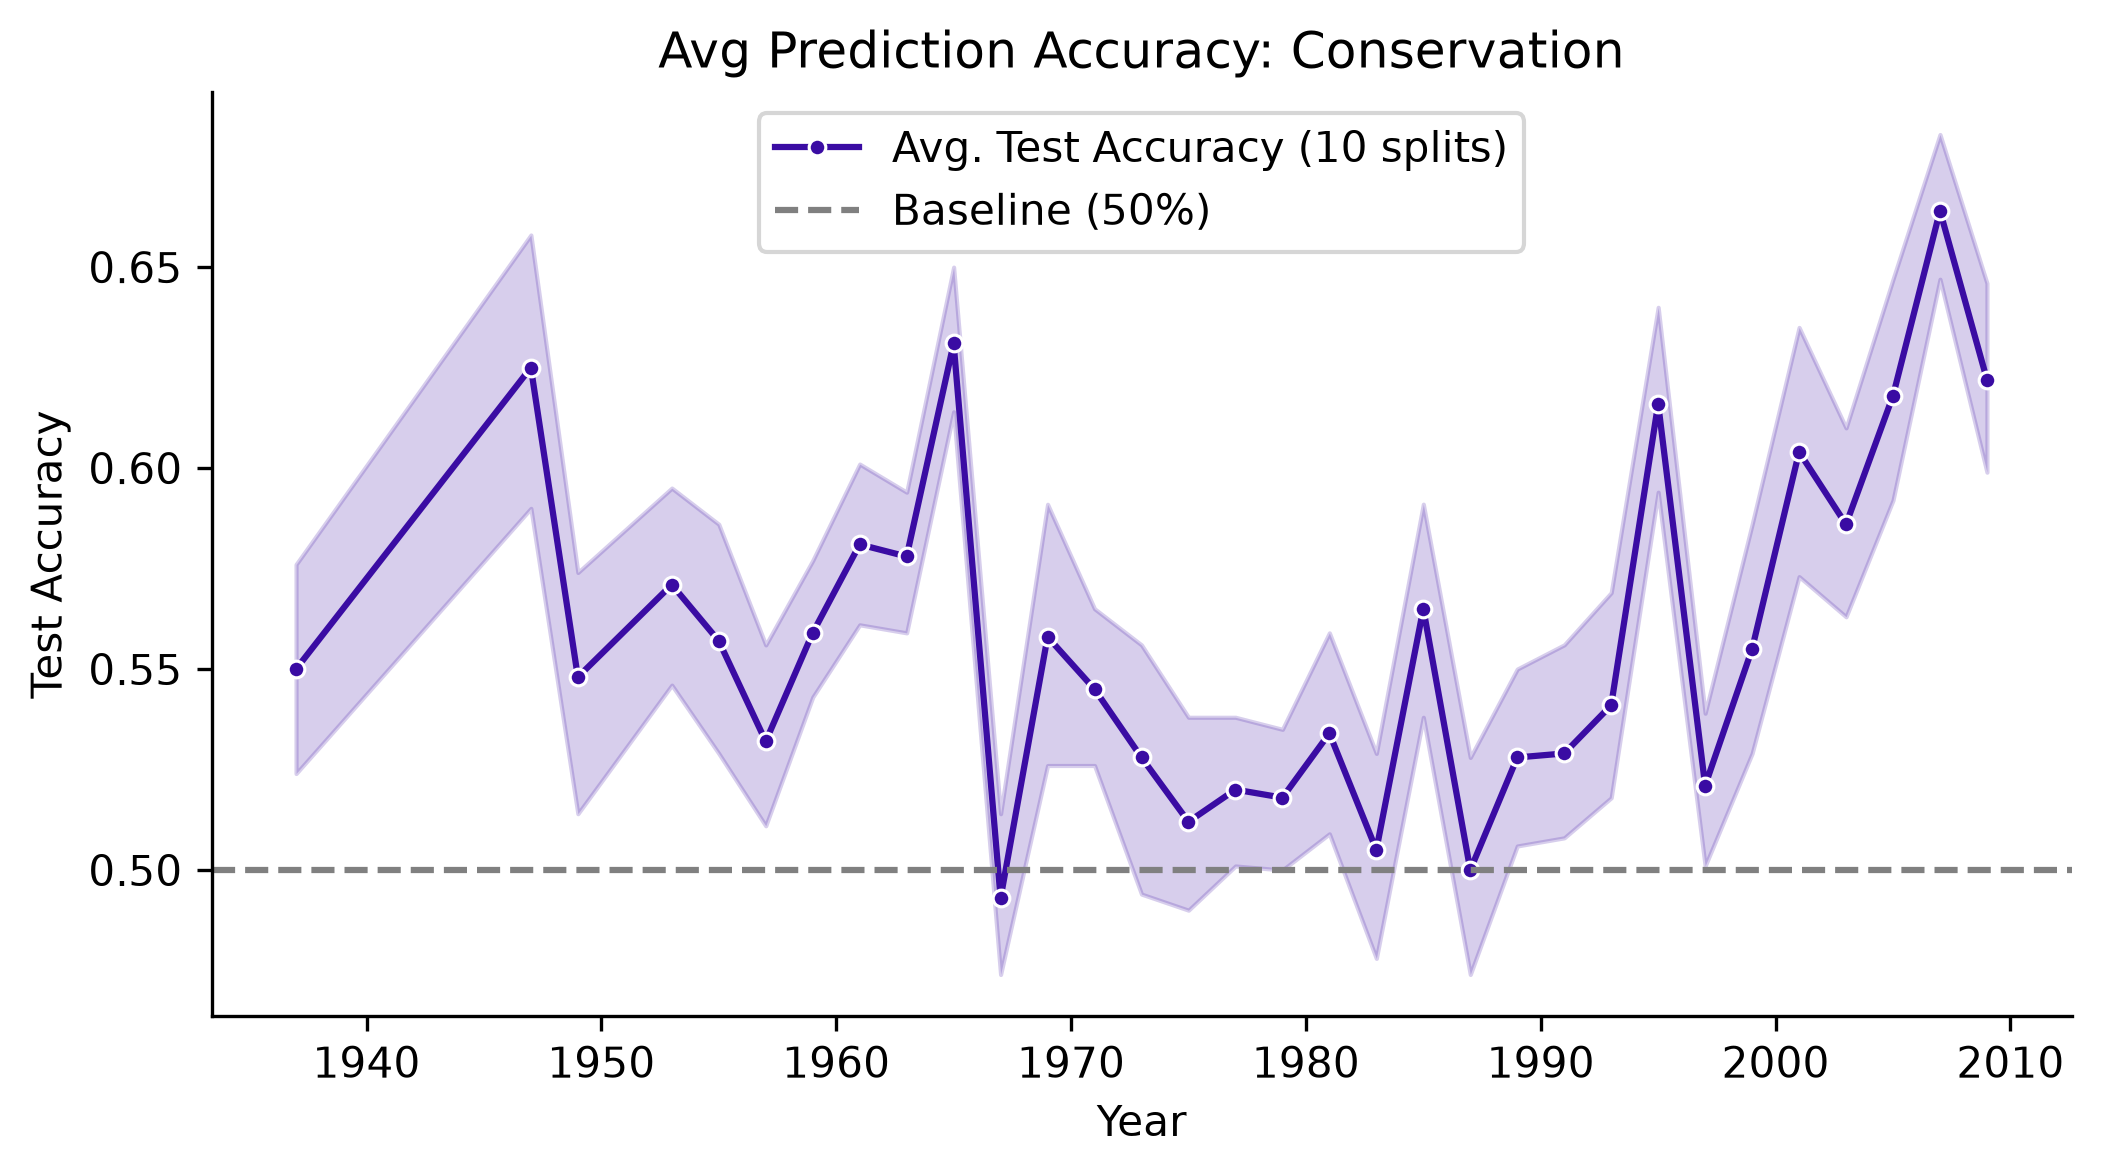 Avg Prediction Accuracy: Conservation
Avg. Test Accuracy (10 splits)
Baseline (50%)
Test Accuracy
0.65
0.60
0.55
0.50
1940 1950 1960 1970 1980 1990 2000 2010
Year